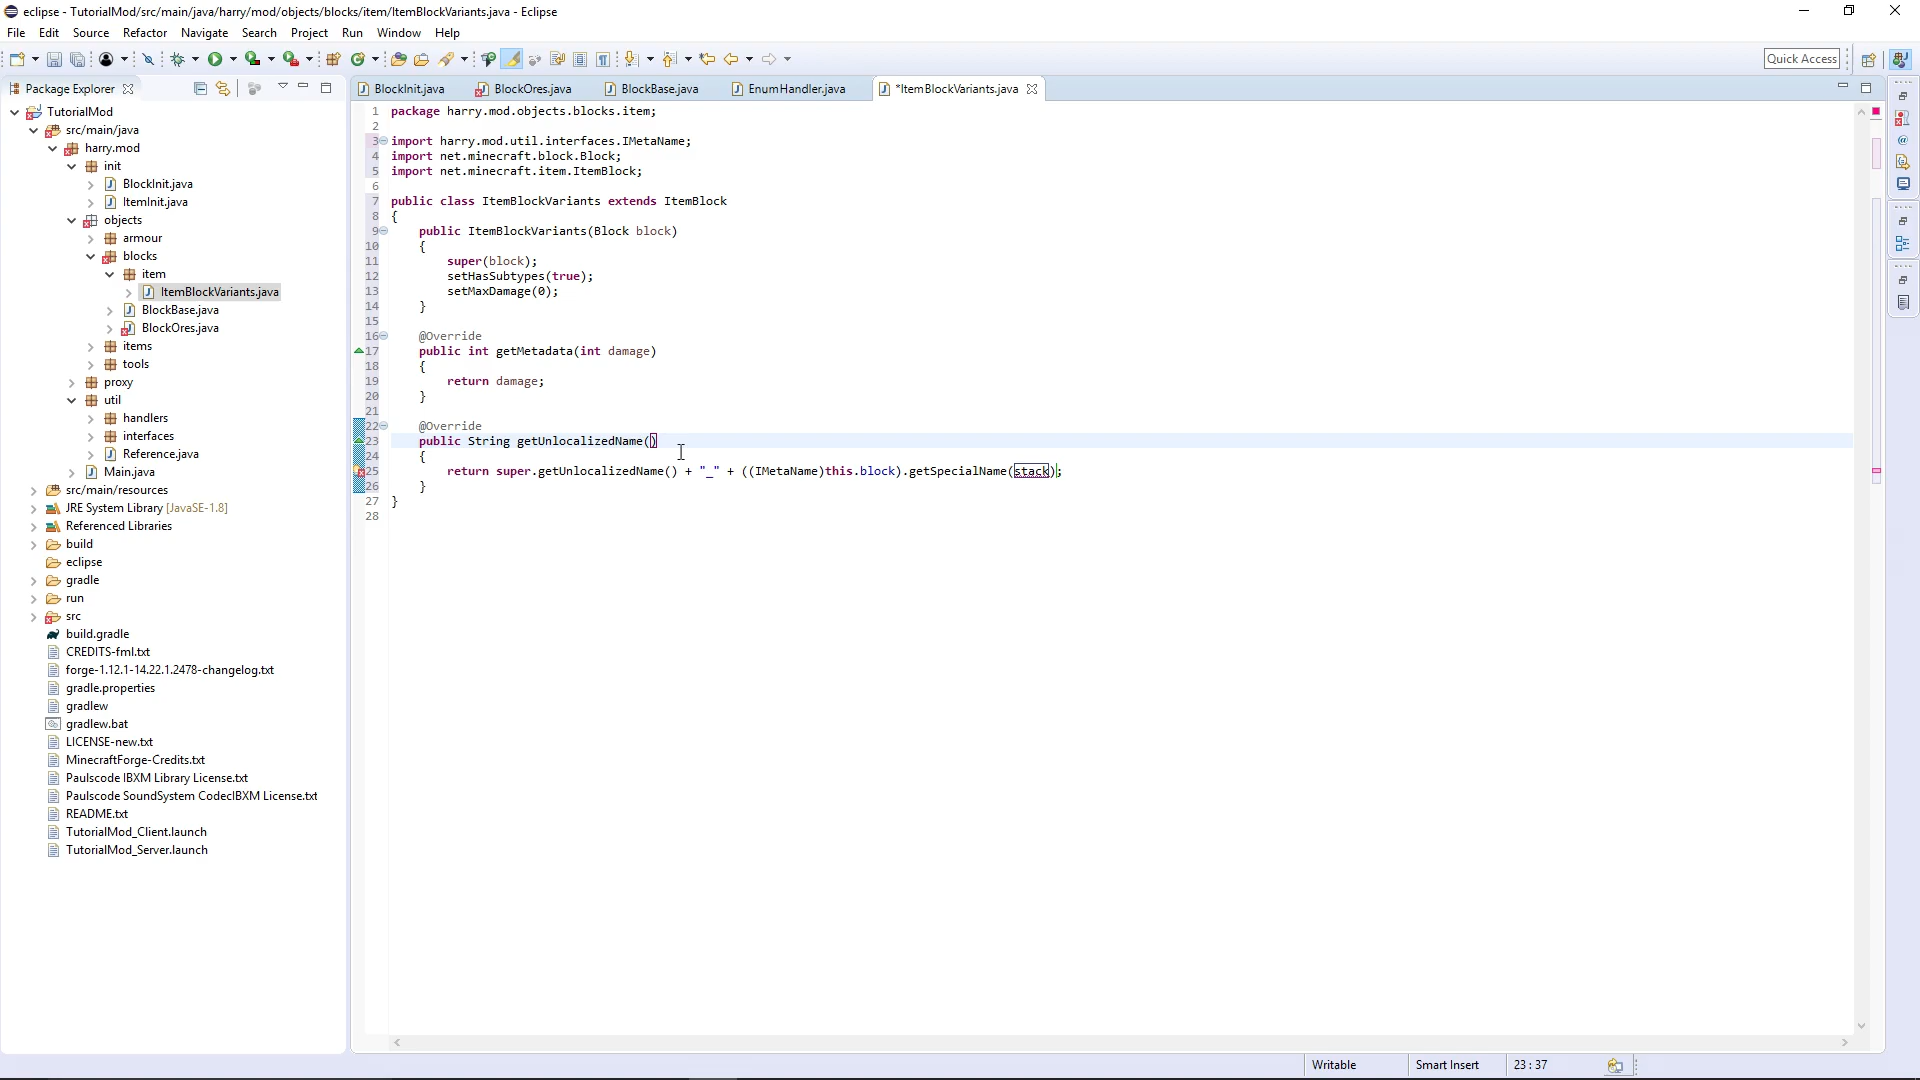 eclipse - TutorialMod/src/main/java/harry/mod/objects/blocks/item/ItemBlockVariants.java - Eclipse
File Edit Source Refactor Navigate Search Project Run Window Help
Quick Access
Package Explorer
BlockInit.java BlockOres.java BlockBase.java EnumHandler.java *ItemBlockVariants.java
TutorialMod
src/main/java
harry.mod
init
BlockInit.java
ItemInit.java
objects
armour
blocks
item
ItemBlockVariants.java
BlockBase.java
BlockOres.java
items
tools
proxy
util
handlers
interfaces
Reference.java
Main.java
src/main/resources
JRE System Library [JavaSE-1.8]
Referenced Libraries
build
eclipse
gradle
run
src
build.gradle
CREDITS-fml.txt
forge-1.12.1-14.22.1.2478-changelog.txt
gradle.properties
gradlew
gradlew.bat
LICENSE-new.txt
MinecraftForge-Credits.txt
Paulscode IBXM Library License.txt
Paulscode SoundSystem CodecIBXM License.txt
README.txt
TutorialMod_Client.launch
TutorialMod_Server.launch
1 package harry.mod.objects.blocks.item;
2
3 import harry.mod.util.interfaces.IMetaName;
4 import net.minecraft.block.Block;
5 import net.minecraft.item.ItemBlock;
6
7 public class ItemBlockVariants extends ItemBlock
8 {
9 public ItemBlockVariants(Block block)
10 {
11 super(block);
12 setHasSubtypes(true);
13 setMaxDamage(0);
14 }
15
16 @Override
17 public int getMetadata(int damage)
18 {
19 return damage;
20 }
21
22 @Override
23 public String getUnlocalizedName()
24 {
25 return super.getUnlocalizedName() + "_" + ((IMetaName)this.block).getSpecialName(stack);
26 }
27 }
28
Writable Smart Insert 23 : 37